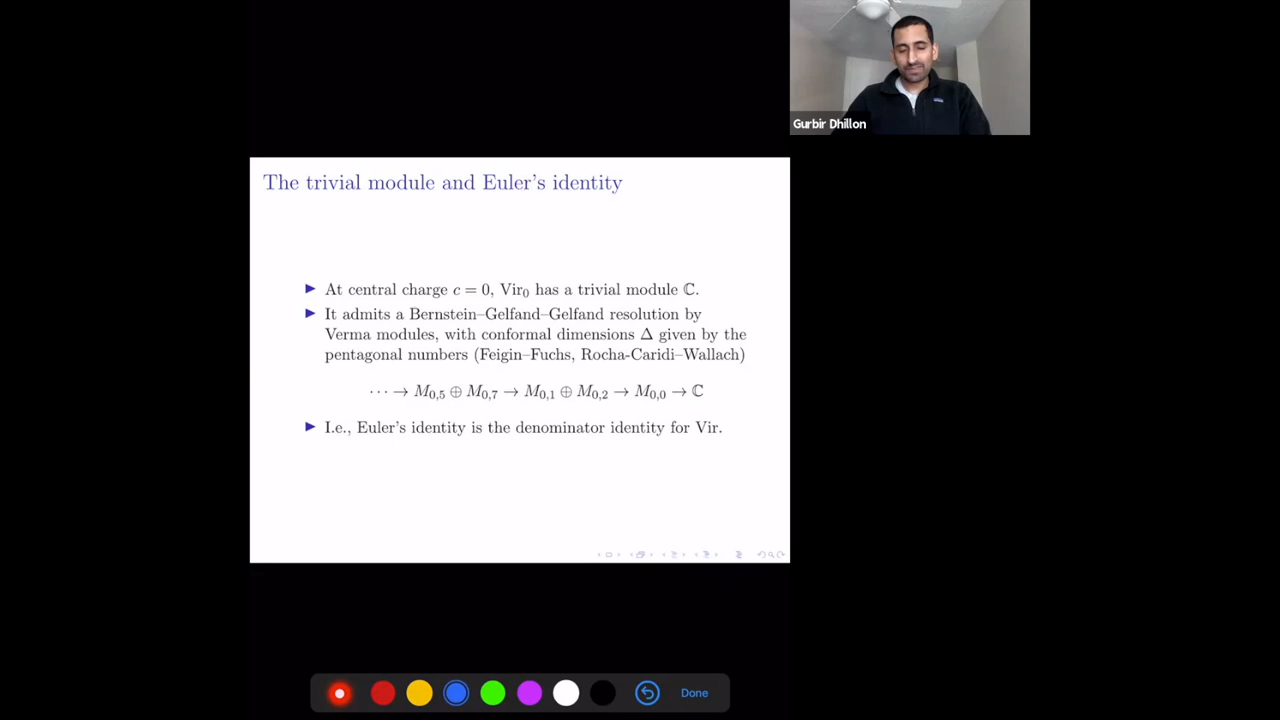 Gurbir Dhillon
The trivial module and Euler's identity
▶ At central charge c = 0, Vir₀ has a trivial module ℂ.
▶ It admits a Bernstein–Gelfand–Gelfand resolution by
Verma modules, with conformal dimensions Δ given by the
pentagonal numbers (Feigin–Fuchs, Rocha-Caridi–Wallach)
⋯ → M₀,₅ ⊕ M₀,₇ → M₀,₁ ⊕ M₀,₂ → M₀,₀ → ℂ
▶ I.e., Euler's identity is the denominator identity for Vir.
Done